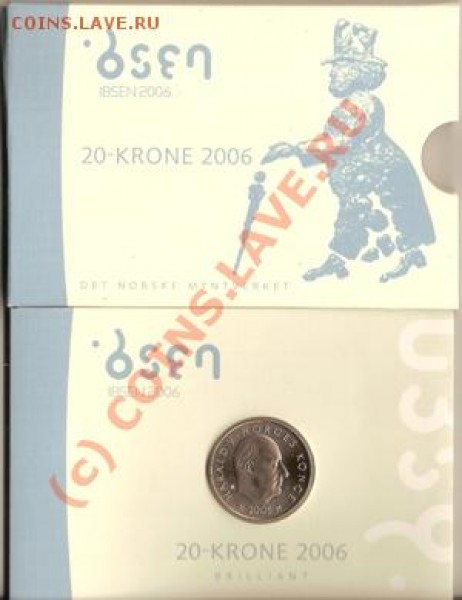 COINS.LAVE.RU
IBSEN 2006
20-KRONE 2006
DET NORSKE MYNTVERKET
(c) COINS.LAVE.RU
IBSEN 2006
HARALD V NORGES KONGE
2006
20-KRONE 2006
BRILLIANT